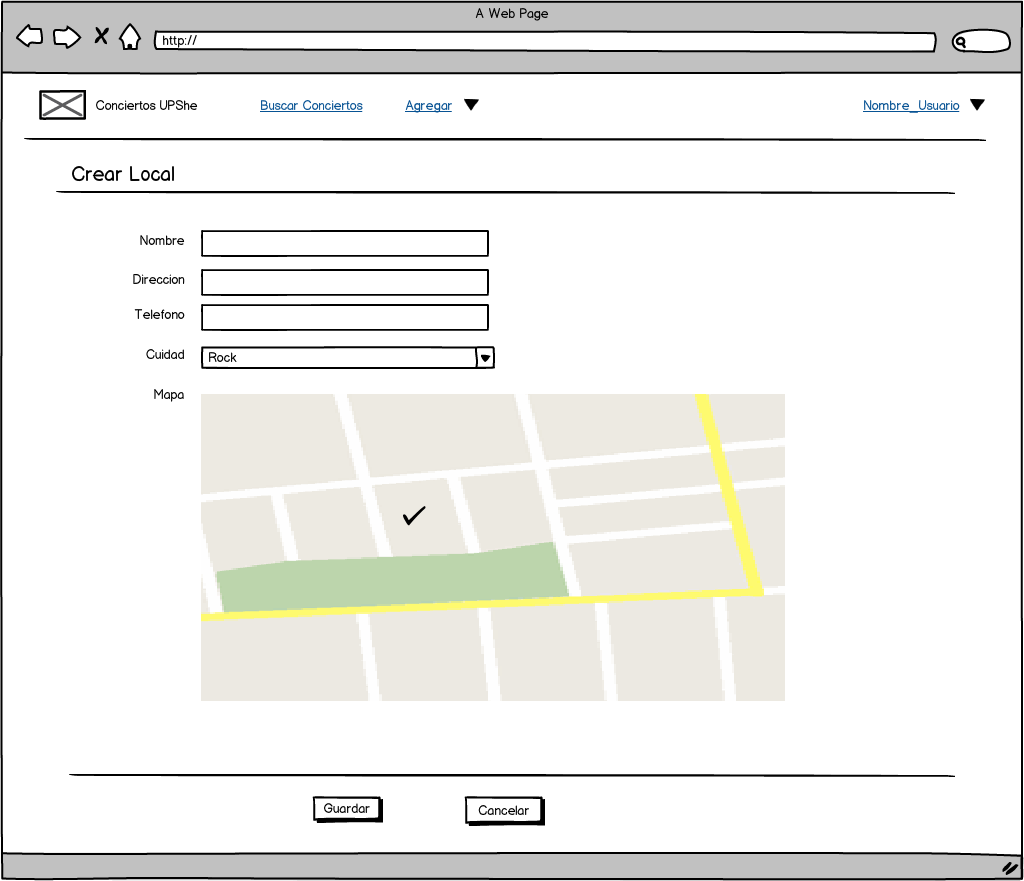 A Web Page
http://
Conciertos UPShe
Buscar Conciertos
Agregar
Nombre_Usuario
Crear Local
Nombre
Direccion
Telefono
Cuidad
Rock
Mapa
Guardar
Cancelar